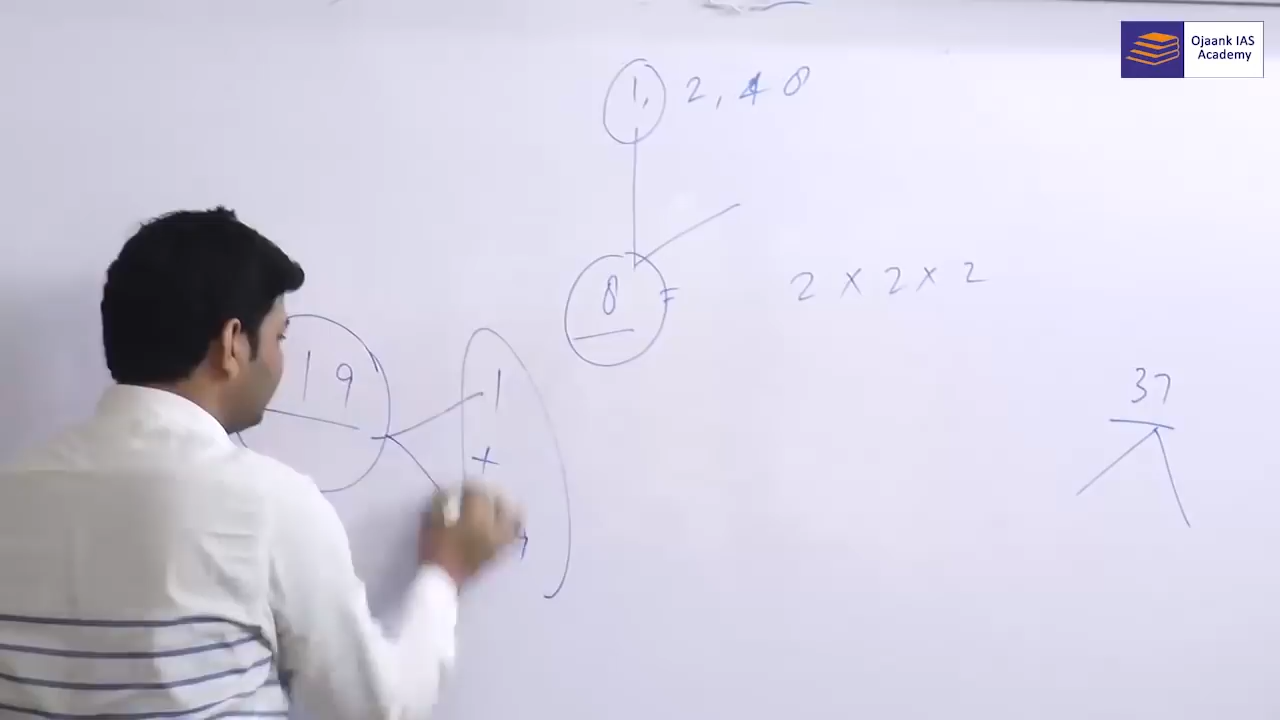 Ojaank IAS
Academy
1, 2, 4 8
8 = 2 × 2 × 2
19
1
+
37